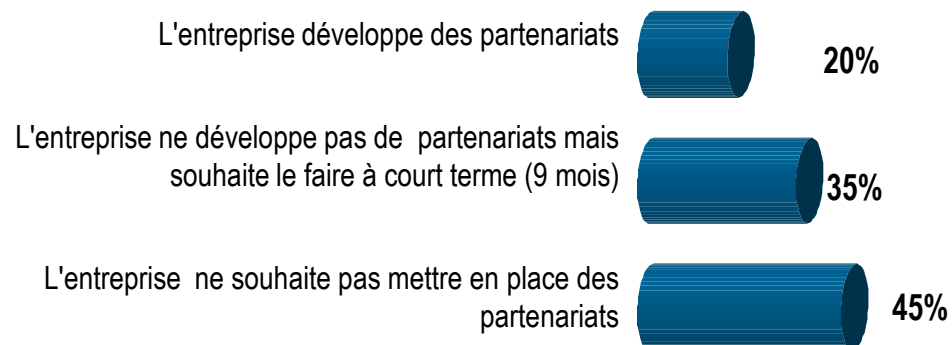 L'entreprise développe des partenariats
20%
L'entreprise ne développe pas de partenariats mais
souhaite le faire à court terme (9 mois)
35%
L'entreprise ne souhaite pas mettre en place des
partenariats
45%